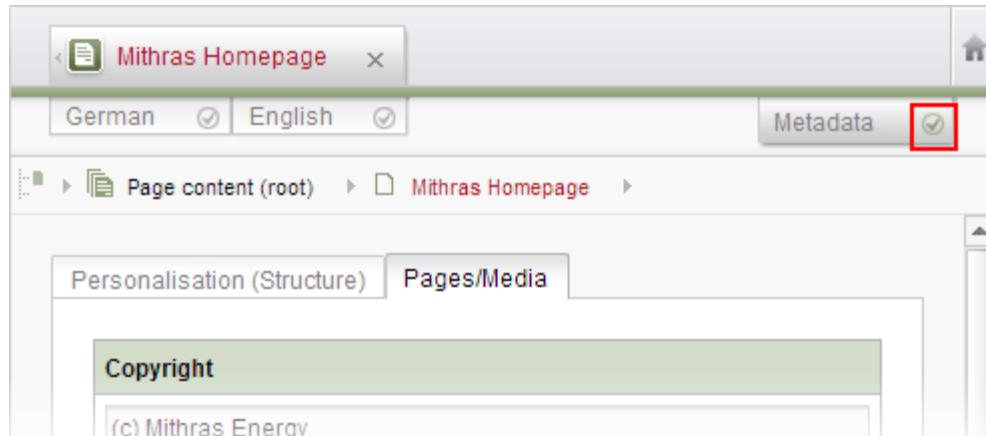 Mithras Homepage
German English Metadata
Page content (root) Mithras Homepage
Personalisation (Structure) Pages/Media
Copyright
(c) Mithras Energy